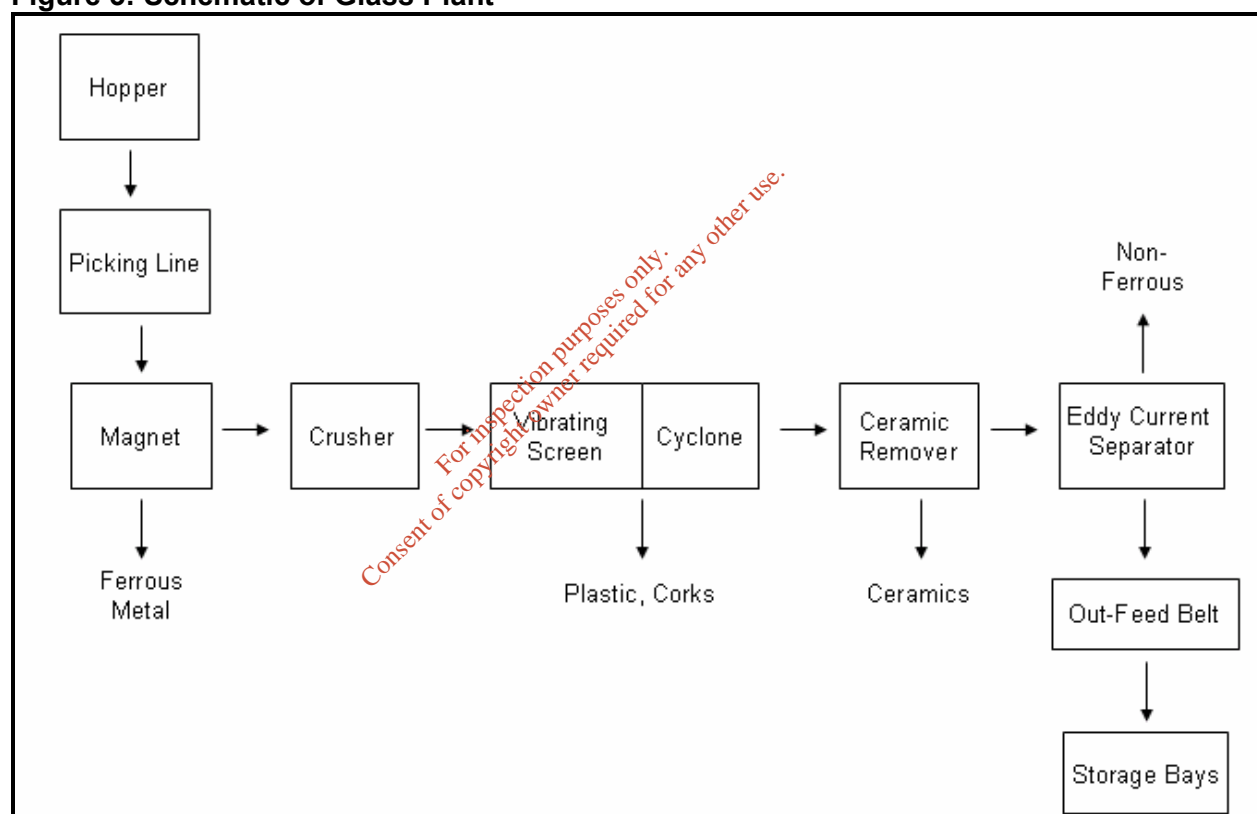 Figure 3: Schematic of Glass Plant
Hopper
Picking Line
Magnet
Crusher
Vibrating
Screen
Cyclone
Ceramic
Remover
Eddy Current
Separator
Non-
Ferrous
Ferrous
Metal
Plastic, Corks
Ceramics
Out-Feed Belt
Storage Bays
For inspection purposes only.
Consent of copyright owner required for any other use.